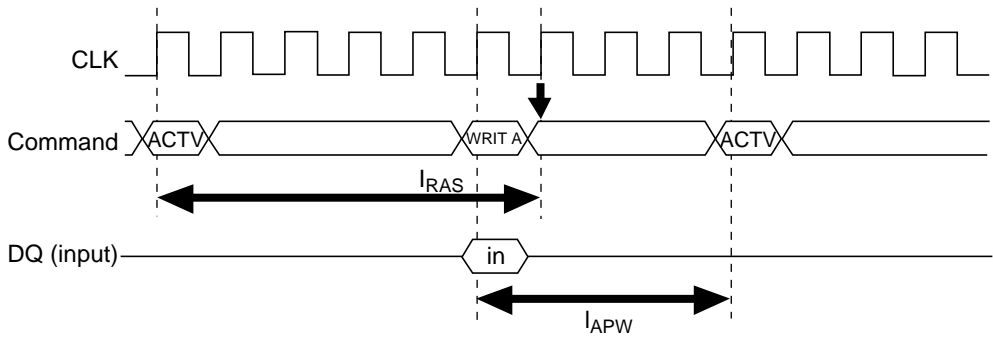 CLK
Command ACTV WRIT A ACTV
lRAS
DQ (input) in
lAPW